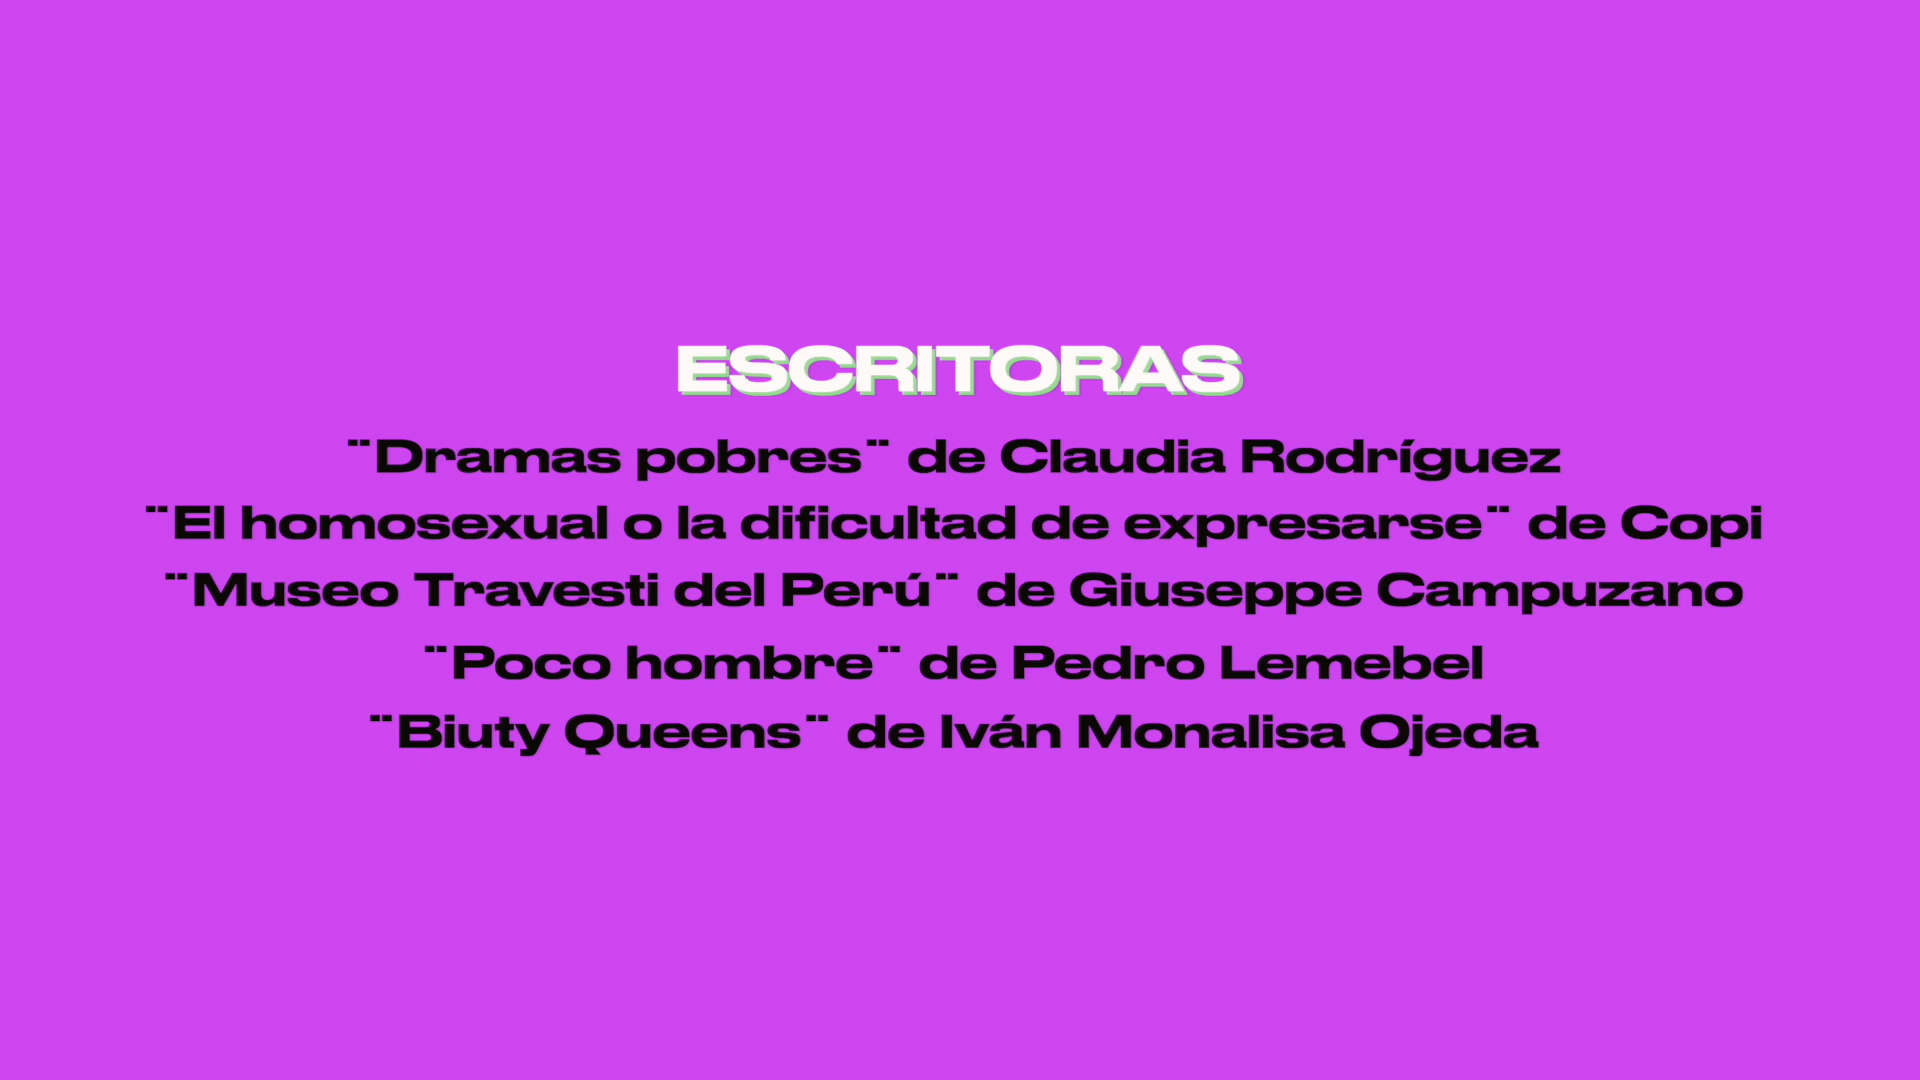 ESCRITORAS
¨Dramas pobres¨ de Claudia Rodríguez
¨El homosexual o la dificultad de expresarse¨ de Copi
¨Museo Travesti del Perú¨ de Giuseppe Campuzano
¨Poco hombre¨ de Pedro Lemebel
¨Biuty Queens¨ de Iván Monalisa Ojeda